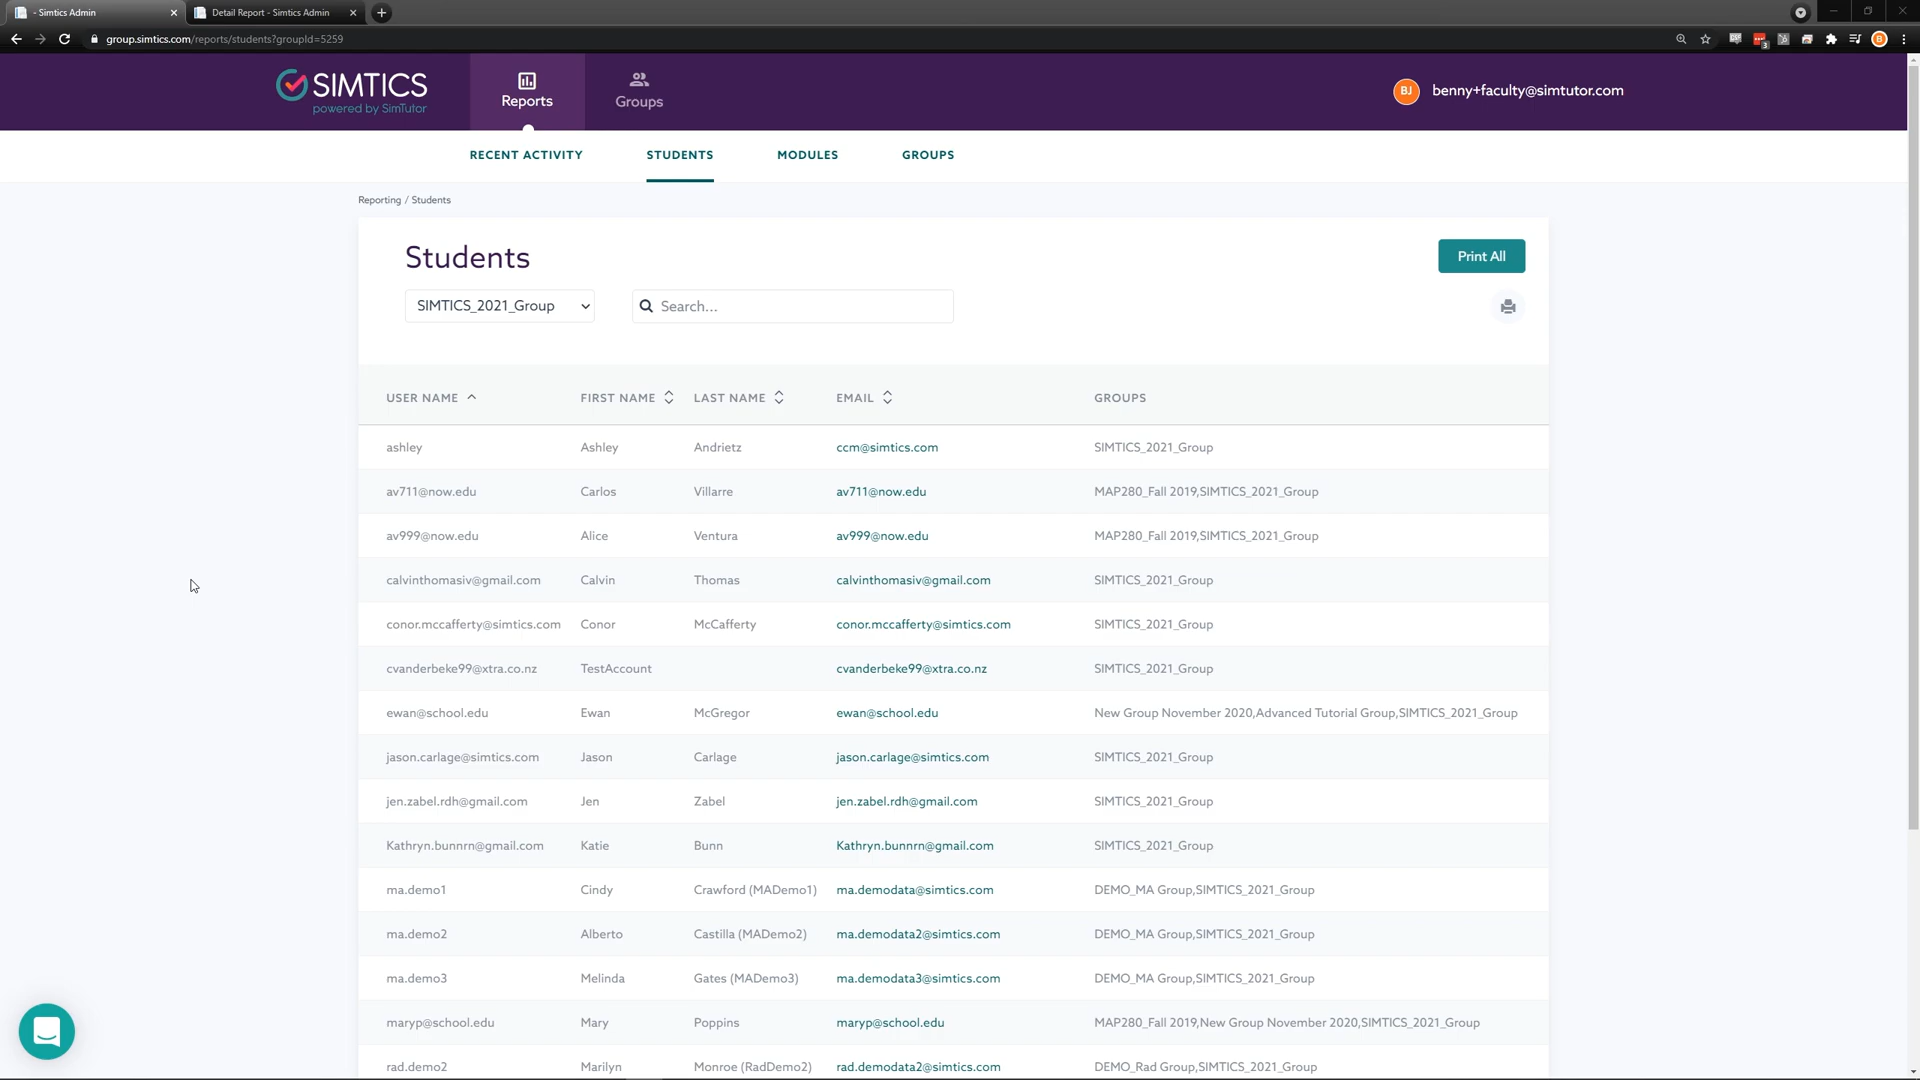 - Simtics Admin
Detail Report - Simtics Admin
group.simtics.com/reports/students?groupId=5259
SIMTICS
powered by SimTutor
Reports
Groups
BJ benny+faculty@simtutor.com
RECENT ACTIVITY STUDENTS MODULES GROUPS
Reporting / Students
Students
Print All
SIMTICS_2021_Group
Search...
USER NAME FIRST NAME LAST NAME EMAIL GROUPS
ashley Ashley Andrietz ccm@simtics.com SIMTICS_2021_Group
av711@now.edu Carlos Villarre av711@now.edu MAP280_Fall 2019,SIMTICS_2021_Group
av999@now.edu Alice Ventura av999@now.edu MAP280_Fall 2019,SIMTICS_2021_Group
calvinthomasiv@gmail.com Calvin Thomas calvinthomasiv@gmail.com SIMTICS_2021_Group
conor.mccafferty@simtics.com Conor McCafferty conor.mccafferty@simtics.com SIMTICS_2021_Group
cvanderbeke99@xtra.co.nz TestAccount cvanderbeke99@xtra.co.nz SIMTICS_2021_Group
ewan@school.edu Ewan McGregor ewan@school.edu New Group November 2020,Advanced Tutorial Group,SIMTICS_2021_Group
jason.carlage@simtics.com Jason Carlage jason.carlage@simtics.com SIMTICS_2021_Group
jen.zabel.rdh@gmail.com Jen Zabel jen.zabel.rdh@gmail.com SIMTICS_2021_Group
Kathryn.bunnrn@gmail.com Katie Bunn Kathryn.bunnrn@gmail.com SIMTICS_2021_Group
ma.demo1 Cindy Crawford (MADemo1) ma.demodata@simtics.com DEMO_MA Group,SIMTICS_2021_Group
ma.demo2 Alberto Castilla (MADemo2) ma.demodata2@simtics.com DEMO_MA Group,SIMTICS_2021_Group
ma.demo3 Melinda Gates (MADemo3) ma.demodata3@simtics.com DEMO_MA Group,SIMTICS_2021_Group
maryp@school.edu Mary Poppins maryp@school.edu MAP280_Fall 2019,New Group November 2020,SIMTICS_2021_Group
rad.demo2 Marilyn Monroe (RadDemo2) rad.demodata2@simtics.com DEMO_Rad Group,SIMTICS_2021_Group